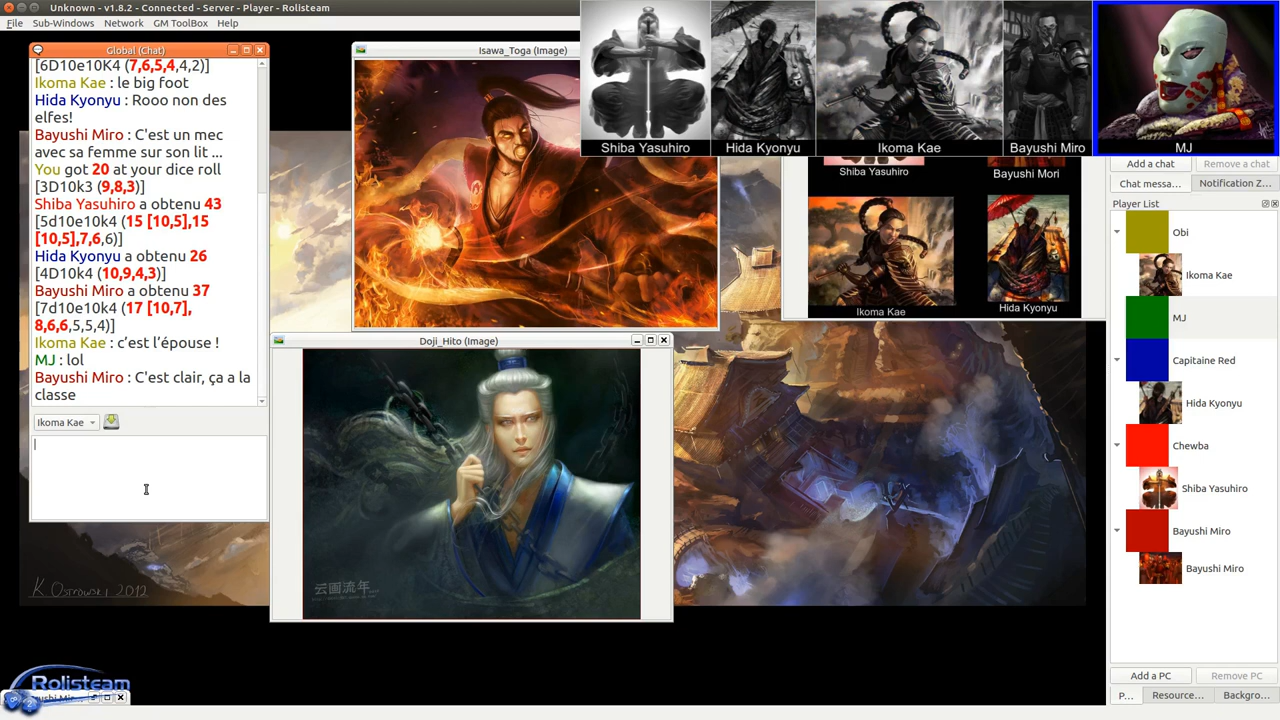 Unknown - v1.8.2 - Connected - Server - Player - Rolisteam
File Sub-Windows Network GM ToolBox Help
Global (Chat)
[6D10e10K4 (7,6,5,4,4,2)]
Ikoma Kae : le big foot
Hida Kyonyu : Rooo non des
elfes!
Bayushi Miro : C'est un mec
avec sa femme sur son lit ...
You got 20 at your dice roll
[3D10k3 (9,8,3)]
Shiba Yasuhiro a obtenu 43
[5d10e10k4 (15 [10,5],15
[10,5],7,6,6)]
Hida Kyonyu a obtenu 26
[4D10k4 (10,9,4,3)]
Bayushi Miro a obtenu 37
[7d10e10k4 (17 [10,7],
8,6,6,5,5,4)]
Ikoma Kae : c’est l’épouse !
MJ : lol
Bayushi Miro : C'est clair, ça a la
classe
Ikoma Kae
Isawa_Toga (Image)
Doji_Hito (Image)
云画流年
K Ostrowski 2012
Rolisteam
Shiba Yasuhiro
Hida Kyonyu
Ikoma Kae
Bayushi Miro
MJ
Shiba Yasuhiro
Bayushi Mori
Ikoma Kae
Hida Kyonyu
Add a chat
Remove a chat
Chat messa...
Notification Z...
Player List
Obi
Ikoma Kae
MJ
Capitaine Red
Hida Kyonyu
Chewba
Shiba Yasuhiro
Bayushi Miro
Bayushi Miro
Add a PC
Remove PC
P...
Resource...
Backgro...